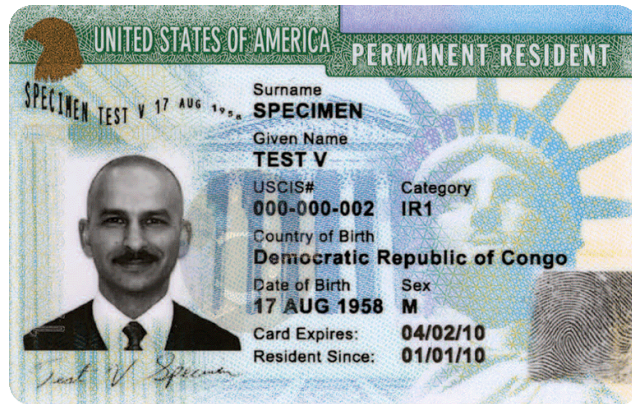 UNITED STATES OF AMERICA
PERMANENT RESIDENT
SPECIMEN TEST V 17 AUG 1958
Surname
SPECIMEN
Given Name
TEST V
USCIS# Category
000-000-002 IR1
Country of Birth
Democratic Republic of Congo
Date of Birth Sex
17 AUG 1958 M
Card Expires: 04/02/10
Resident Since: 01/01/10
Test V Specimen